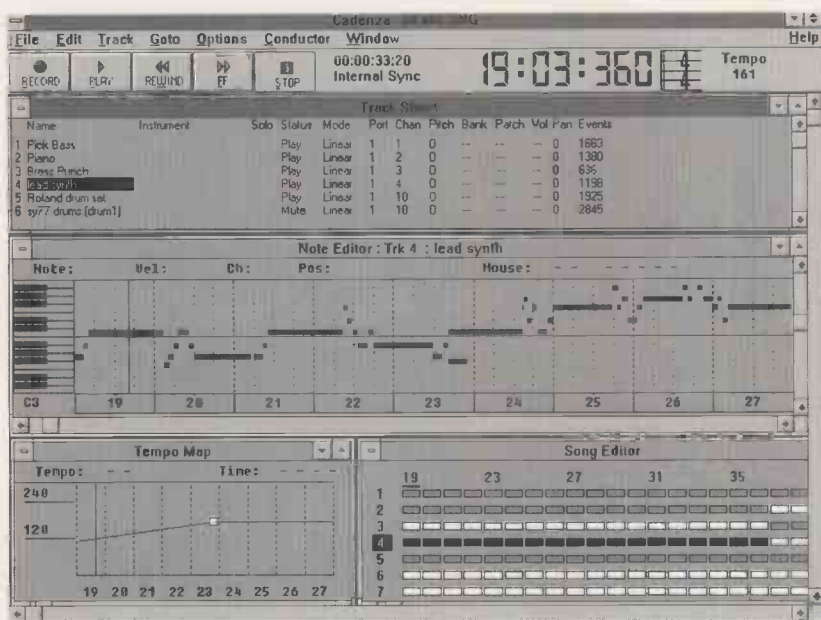 Cadenza
File Edit Track Goto Options Conductor Window Help
RECORD PLAY REWIND FF STOP
00:00:33:20
Internal Sync
19:03:360
4
4
Tempo
161
Track Sheet
Name Instrument Solo Status Mode Port Chan Pitch Bank Patch Vol Pan Events
1 Pick Bass Play Linear 1 1 0 -- -- -- 0 1663
2 Piano Play Linear 1 2 0 -- -- -- 0 1380
3 Brass Punch Play Linear 1 3 0 -- -- -- 0 636
4 lead synth Play Linear 1 4 0 -- -- -- 0 1198
5 Roland drum set Play Linear 1 10 0 -- -- -- 0 1925
6 sy77 drums (drum1) Mute Linear 1 10 0 -- -- -- 0 2845
Note Editor : Trk 4 : lead synth
Note: Vel: Ch: Pos: Mouse: -- -- -- --
C3 19 20 21 22 23 24 25 26 27
Tempo Map
Tempo: -- Time: -- --
240
120
19 20 21 22 23 24 25 26 27
Song Editor
19 23 27 31 35
1
2
3
4
5
6
7